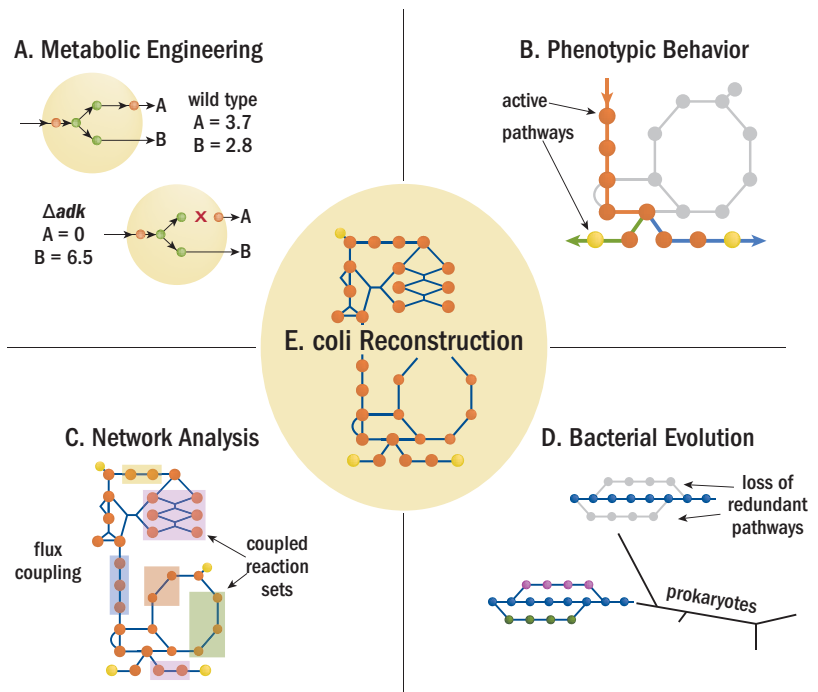 A. Metabolic Engineering
A
B
wild type
A = 3.7
B = 2.8
Δadk
A = 0
B = 6.5
X
A
B
B. Phenotypic Behavior
active
pathways
E. coli Reconstruction
C. Network Analysis
flux
coupling
coupled
reaction
sets
D. Bacterial Evolution
loss of
redundant
pathways
prokaryotes